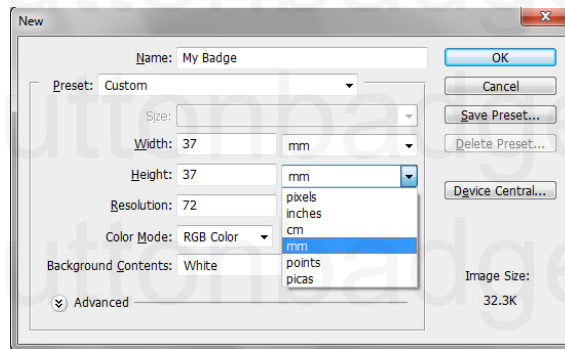 New
Name: My Badge
OK
Preset: Custom
Cancel
Size:
Save Preset...
Width: 37 mm
Delete Preset...
Height: 37 mm
pixels
inches
cm
mm
points
picas
Device Central...
Resolution: 72
Color Mode: RGB Color
Background Contents: White
Image Size:
32.3K
Advanced
uttonbadge
uttonbadge